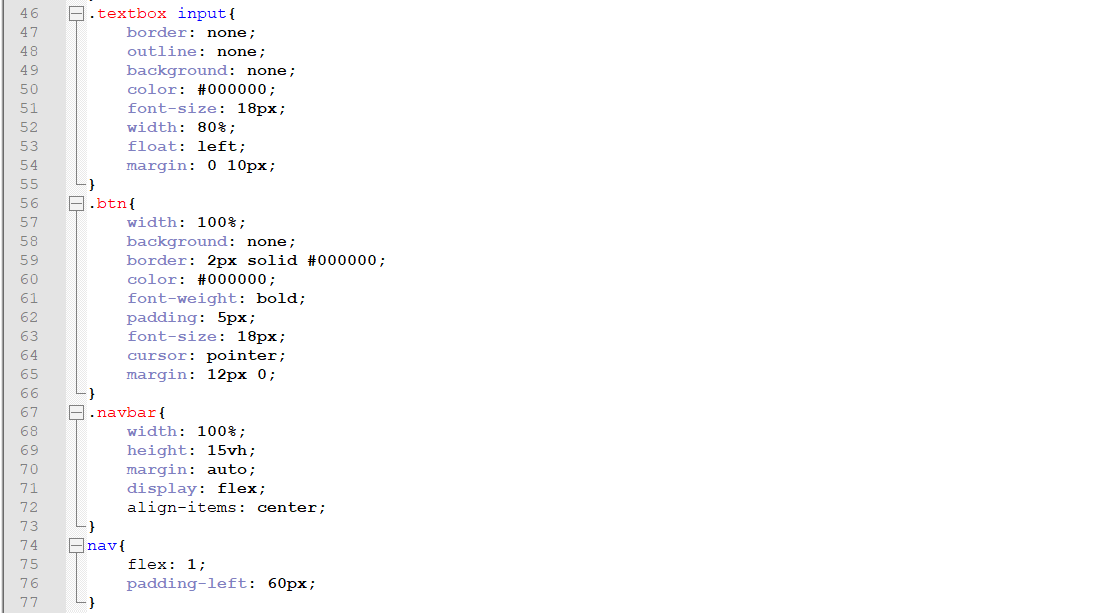 46 .textbox input{
47 border: none;
48 outline: none;
49 background: none;
50 color: #000000;
51 font-size: 18px;
52 width: 80%;
53 float: left;
54 margin: 0 10px;
55 }
56 .btn{
57 width: 100%;
58 background: none;
59 border: 2px solid #000000;
60 color: #000000;
61 font-weight: bold;
62 padding: 5px;
63 font-size: 18px;
64 cursor: pointer;
65 margin: 12px 0;
66 }
67 .navbar{
68 width: 100%;
69 height: 15vh;
70 margin: auto;
71 display: flex;
72 align-items: center;
73 }
74 nav{
75 flex: 1;
76 padding-left: 60px;
77 }